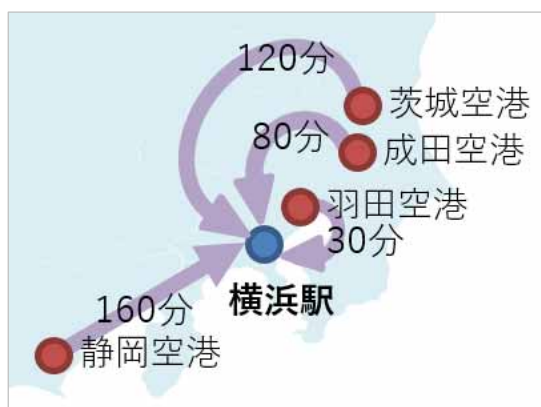 120分
茨城空港
80分
成田空港
羽田空港
30分
横浜駅
160分
静岡空港